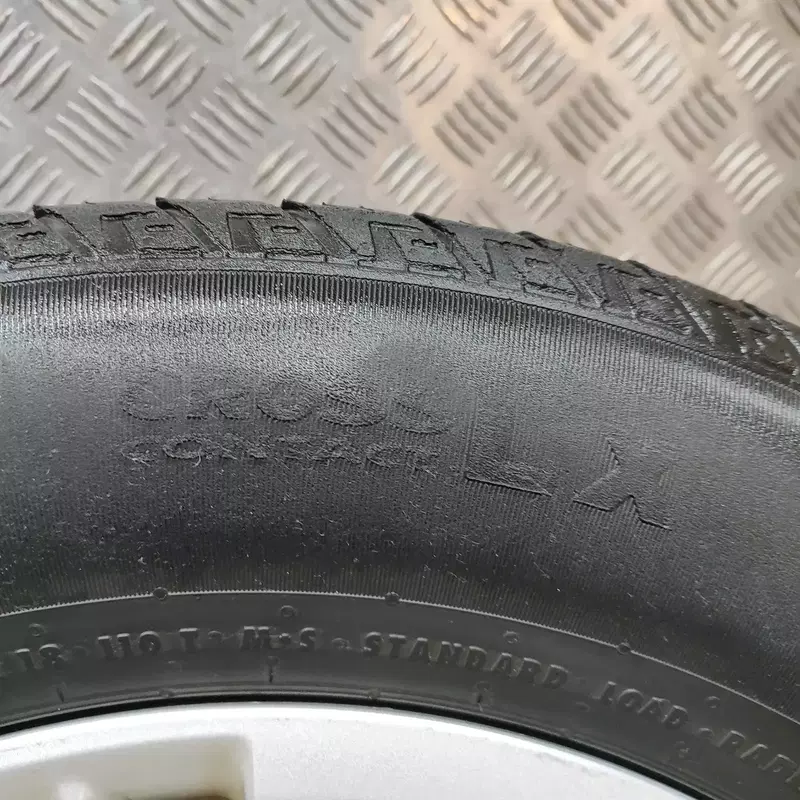 CROSS
CONTACT LX
18 110 T • M+S • STANDARD LOAD •